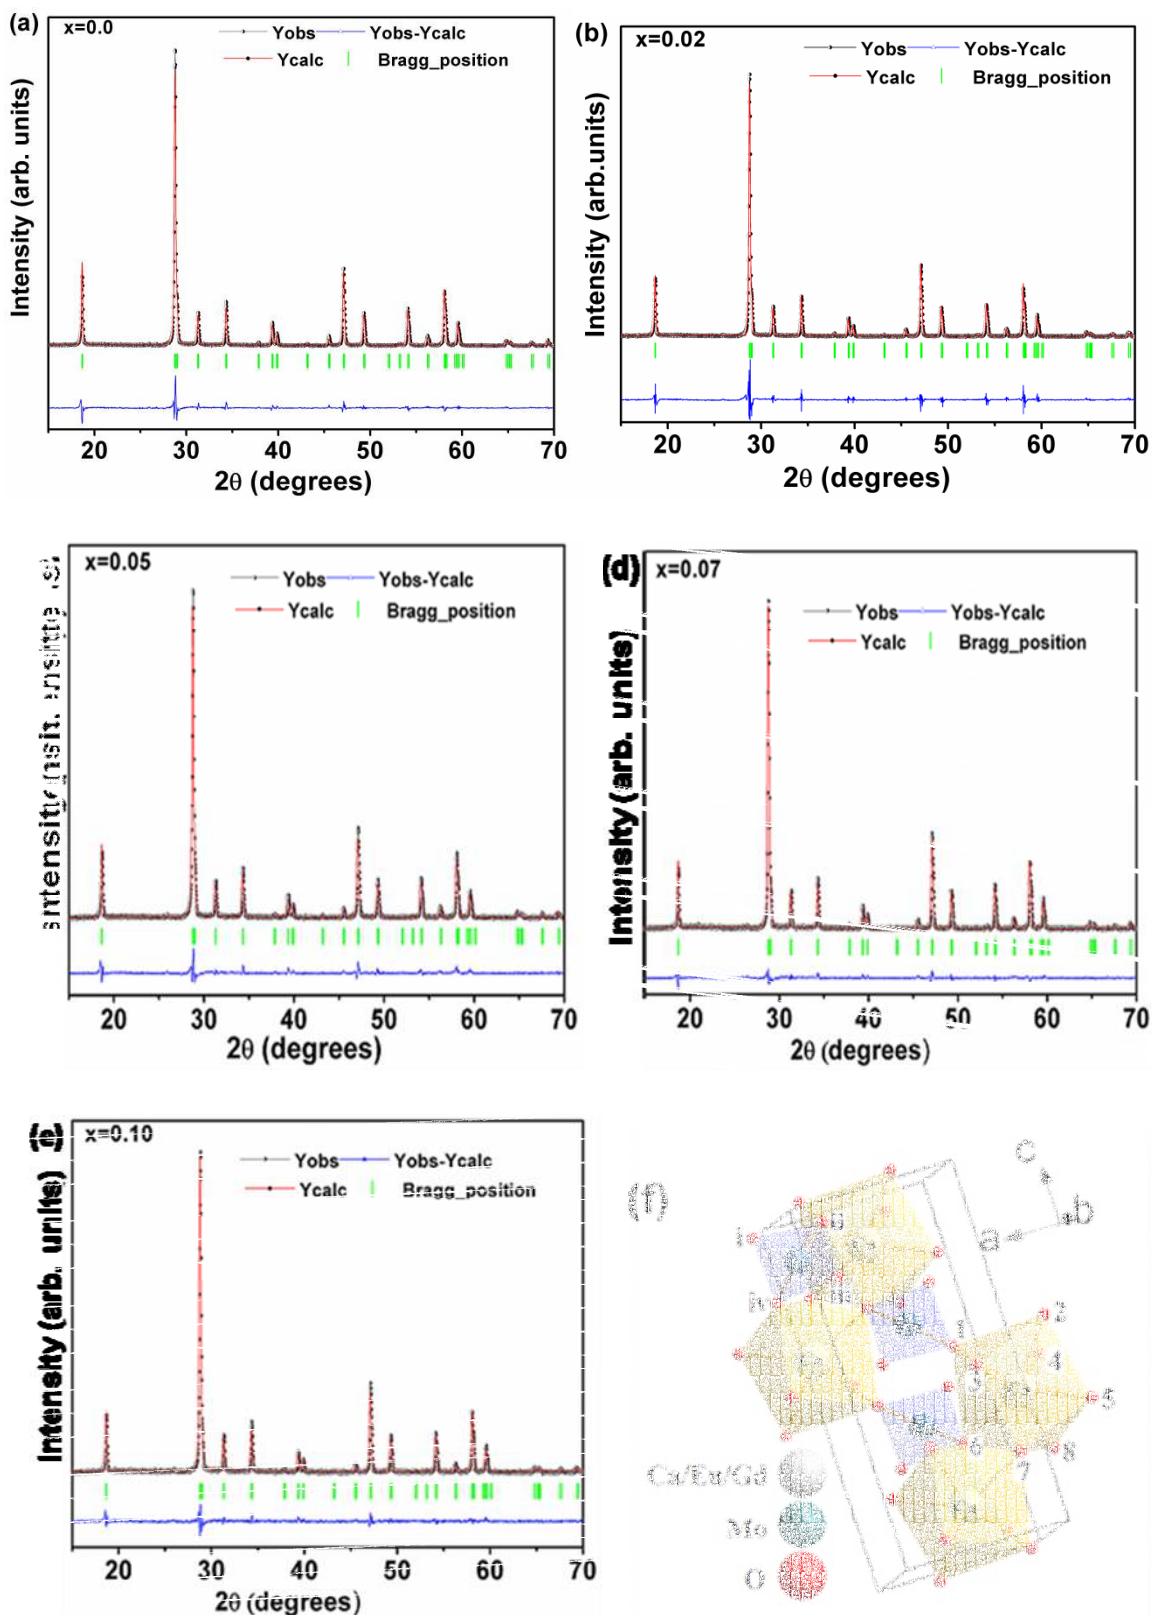 (a)
x=0.0
Yobs
Yobs-Ycalc
Ycalc
Bragg_position
Intensity (arb. units)
20 30 40 50 60 70
2θ (degrees)
(b)
x=0.02
Yobs
Yobs-Ycalc
Ycalc
Bragg_position
Intensity (arb.units)
20 30 40 50 60 70
2θ (degrees)
x=0.05
Yobs
Yobs-Ycalc
Ycalc
Bragg_position
20 30 40 50 60 70
2θ (degrees)
(d)
x=0.07
Yobs
Yobs-Ycalc
Ycalc
Bragg_position
Intensity (arb. units)
20 30 40 50 60 70
2θ (degrees)
(e)
x=0.10
Yobs
Yobs-Ycalc
Ycalc
Bragg_position
Intensity (arb. units)
20 30 40 50 60 70
2θ (degrees)
(f)
c
b
a
2
3
4
5
6
7
8
Ca/Eu/Gd
Mo
O